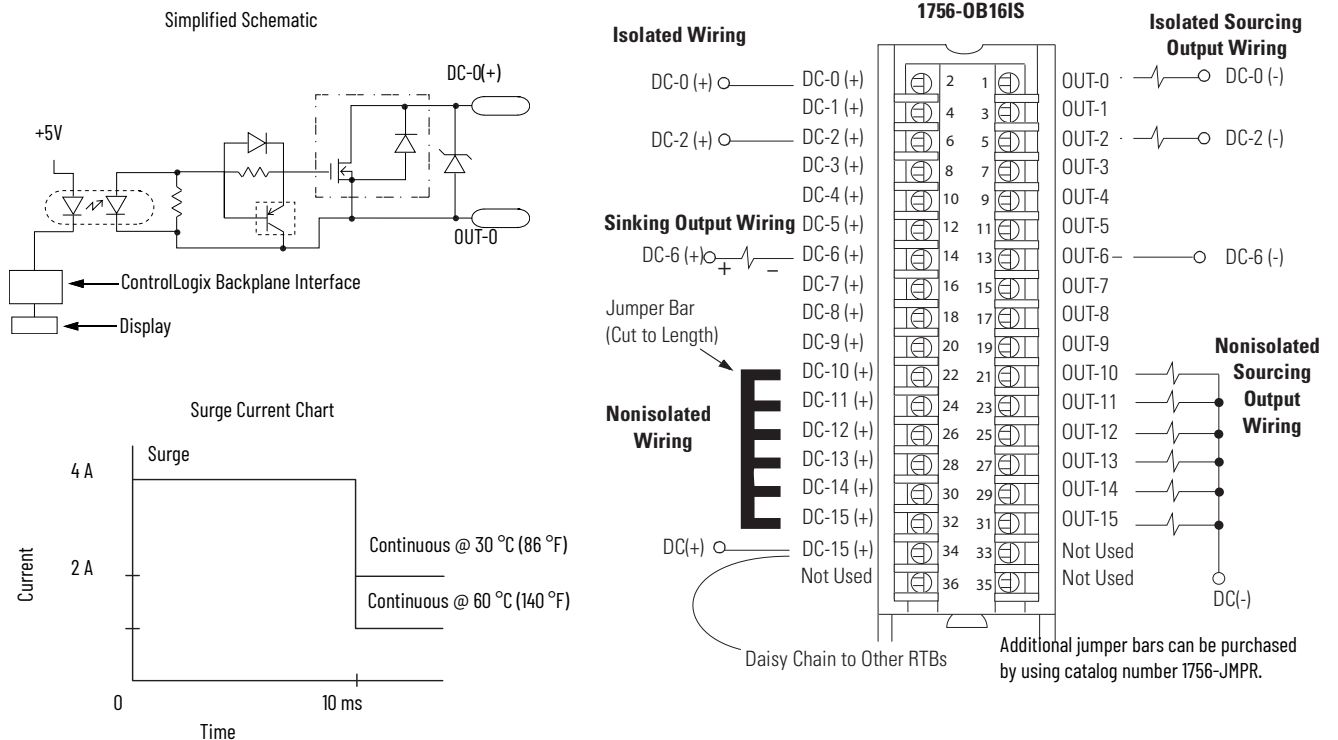 Simplified Schematic
DC-0(+)
+5V
OUT-0
ControlLogix Backplane Interface
Display
Surge Current Chart
Surge
4 A
Continuous @ 30 °C (86 °F)
2 A
Continuous @ 60 °C (140 °F)
Current
0
10 ms
Time
1756-OB16IS
Isolated Wiring
Isolated Sourcing
Output Wiring
DC-0 (+) DC-0 (+) 2 1 OUT-0 DC-0 (-)
DC-1 (+) 4 3 OUT-1
DC-2 (+) DC-2 (+) 6 5 OUT-2 DC-2 (-)
DC-3 (+) 8 7 OUT-3
DC-4 (+) 10 9 OUT-4
Sinking Output Wiring DC-5 (+) 12 11 OUT-5
DC-6 (+) + – DC-6 (+) 14 13 OUT-6 DC-6 (-)
DC-7 (+) 16 15 OUT-7
Jumper Bar
(Cut to Length)
DC-8 (+) 18 17 OUT-8
DC-9 (+) 20 19 OUT-9
DC-10 (+) 22 21 OUT-10
DC-11 (+) 24 23 OUT-11
DC-12 (+) 26 25 OUT-12
DC-13 (+) 28 27 OUT-13
DC-14 (+) 30 29 OUT-14
DC-15 (+) 32 31 OUT-15
DC(+) DC-15 (+) 34 33 Not Used
Not Used 36 35 Not Used
Nonisolated
Wiring
Nonisolated
Sourcing
Output
Wiring
DC(-)
Daisy Chain to Other RTBs
Additional jumper bars can be purchased
by using catalog number 1756-JMPR.